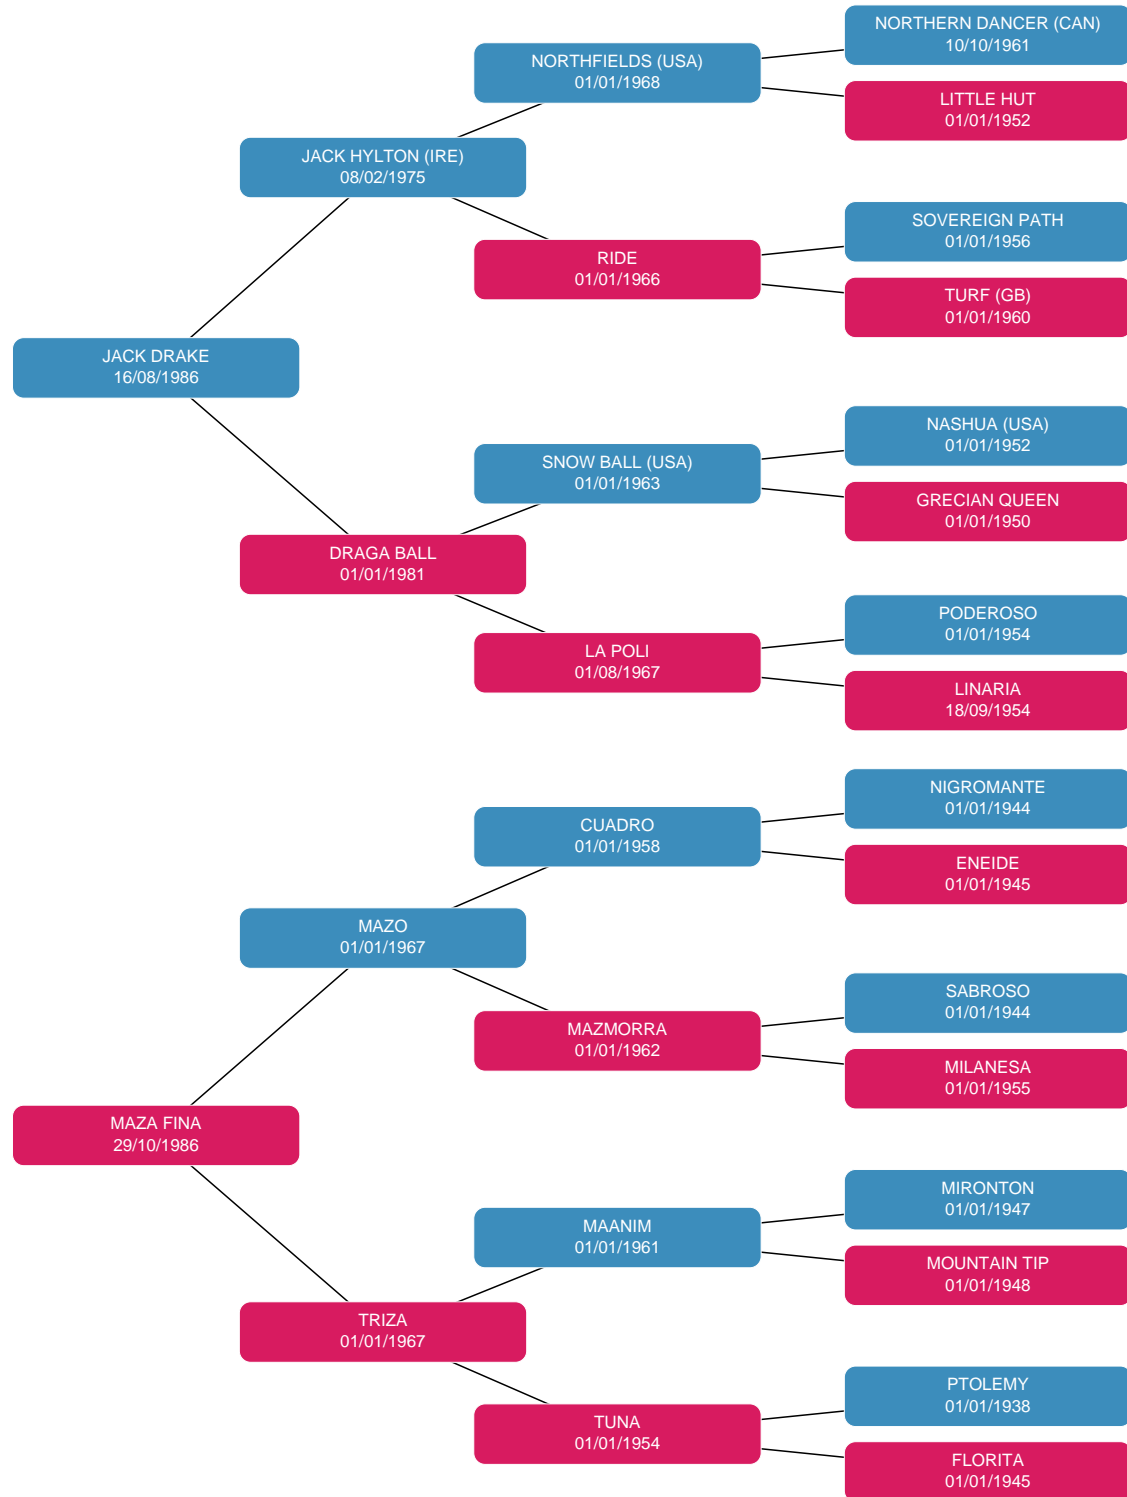 NORTHERN DANCER (CAN)
10/10/1961
NORTHFIELDS (USA)
01/01/1968
LITTLE HUT
01/01/1952
JACK HYLTON (IRE)
08/02/1975
SOVEREIGN PATH
01/01/1956
RIDE
01/01/1966
TURF (GB)
01/01/1960
JACK DRAKE
16/08/1986
NASHUA (USA)
01/01/1952
SNOW BALL (USA)
01/01/1963
GRECIAN QUEEN
01/01/1950
DRAGA BALL
01/01/1981
PODEROSO
01/01/1954
LA POLI
01/08/1967
LINARIA
18/09/1954
NIGROMANTE
01/01/1944
CUADRO
01/01/1958
ENEIDE
01/01/1945
MAZO
01/01/1967
SABROSO
01/01/1944
MAZMORRA
01/01/1962
MILANESA
01/01/1955
MAZA FINA
29/10/1986
MIRONTON
01/01/1947
MAANIM
01/01/1961
MOUNTAIN TIP
01/01/1948
TRIZA
01/01/1967
PTOLEMY
01/01/1938
TUNA
01/01/1954
FLORITA
01/01/1945